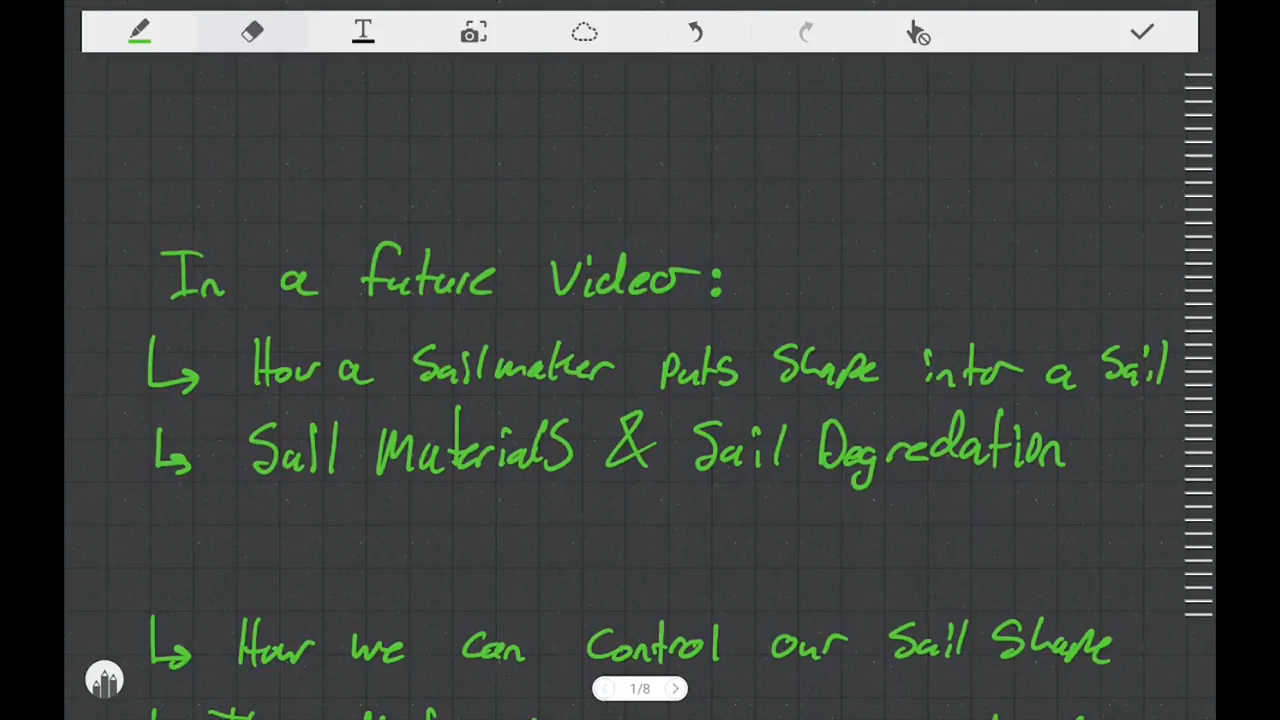 T
In a future Video:
↳ How a Sailmaker puts Shape into a Sail
↳ Sail Materials & Sail Degredation
↳ How we can Control our Sail Shape
1/8